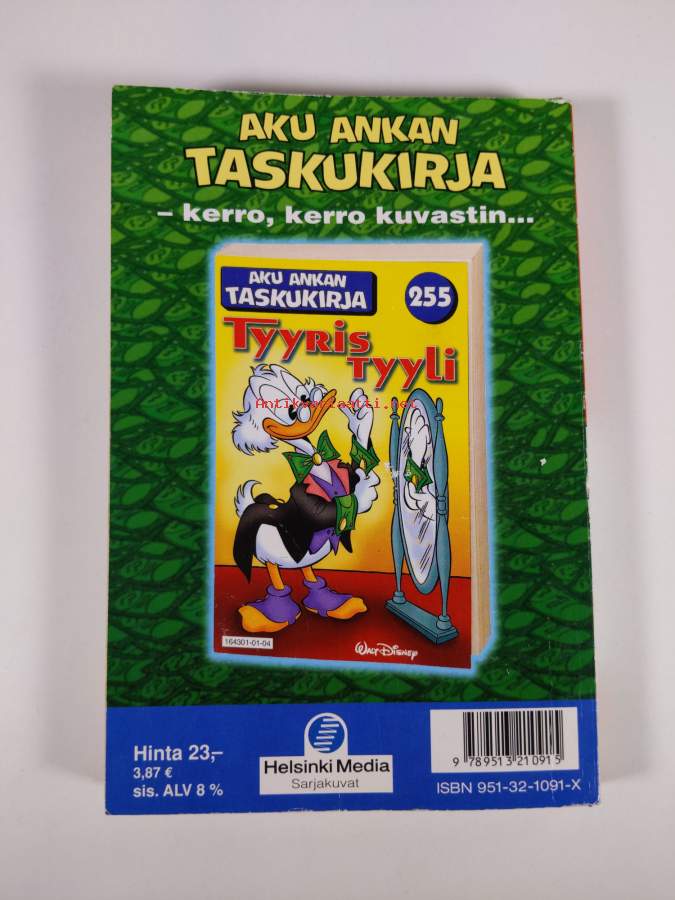 AKU ANKAN
TASKUKIRJA
– kerro, kerro kuvastin...
AKU ANKAN
TASKUKIRJA
255
TYYRIS
TYYLI
Antikvariaatti.net
164301-01-04
WALT DISNEY
Hinta 23,–
3,87 €
sis. ALV 8 %
Helsinki Media
Sarjakuvat
9 789513 210915
ISBN 951-32-1091-X